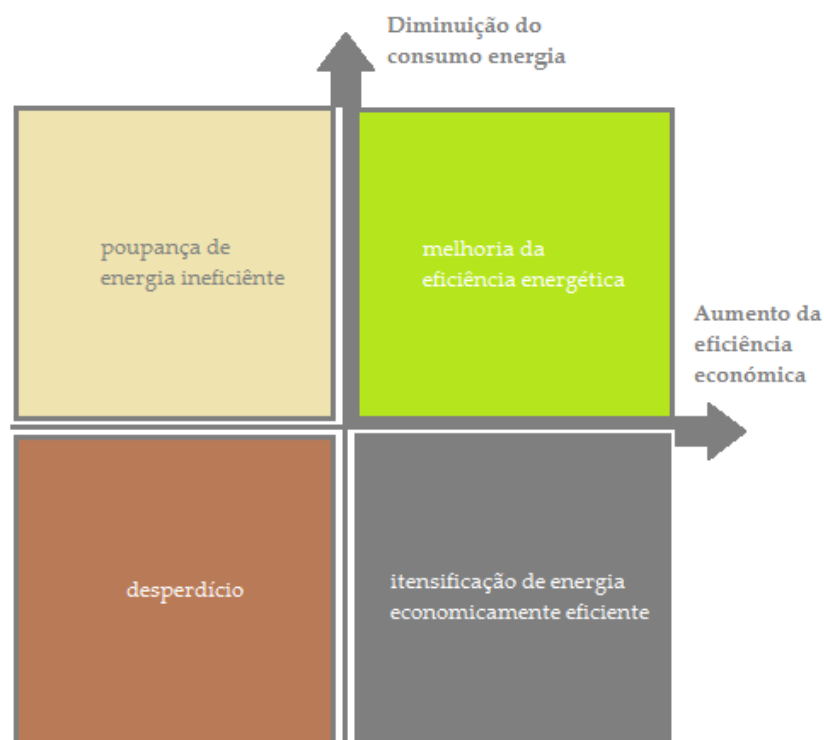 Diminuição do
consumo energia
poupança de
energia ineficiênte
melhoria da
eficiência energética
Aumento da
eficiência
económica
desperdício
itensificação de energia
economicamente eficiente